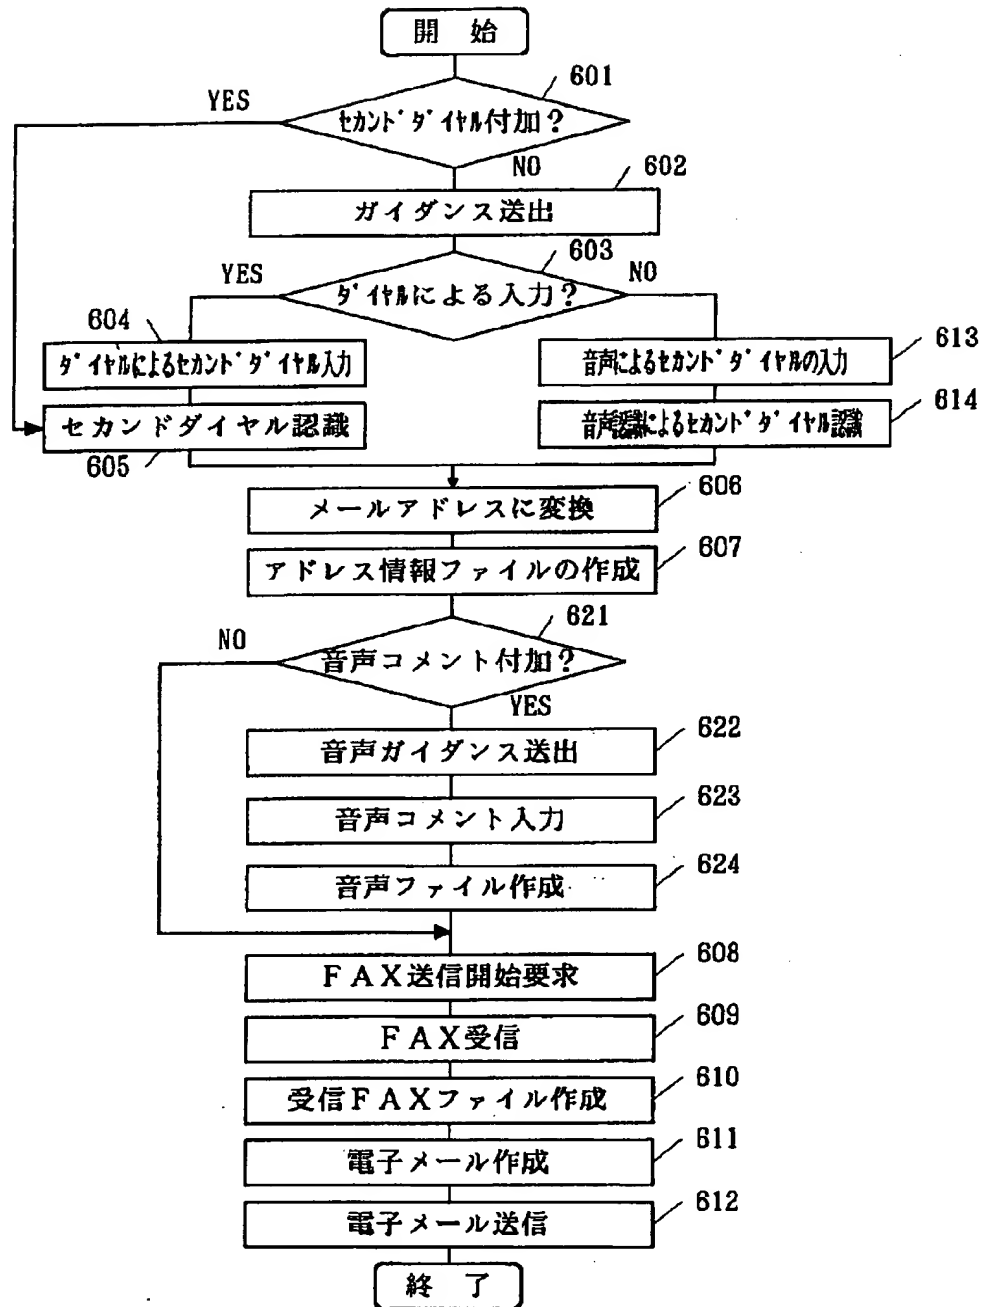 開 始
601
YES
セカンドダイヤル付加?
NO
602
ガイダンス送出
603
YES
NO
ダイヤルによる入力?
604
613
ダイヤルによるセカンドダイヤル入力
音声によるセカンドダイヤルの入力
614
セカンドダイヤル認識
音声認識によるセカンドダイヤル認識
605
606
メールアドレスに変換
607
アドレス情報ファイルの作成
621
NO
音声コメント付加?
YES
622
音声ガイダンス送出
623
音声コメント入力
624
音声ファイル作成
608
FAX送信開始要求
609
FAX受信
610
受信FAXファイル作成
611
電子メール作成
612
電子メール送信
終 了